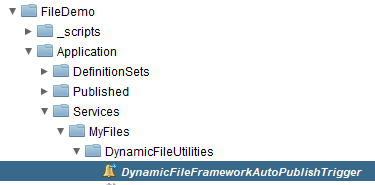 FileDemo
_scripts
Application
DefinitionSets
Published
Services
MyFiles
DynamicFileUtilities
DynamicFileFrameworkAutoPublishTrigger